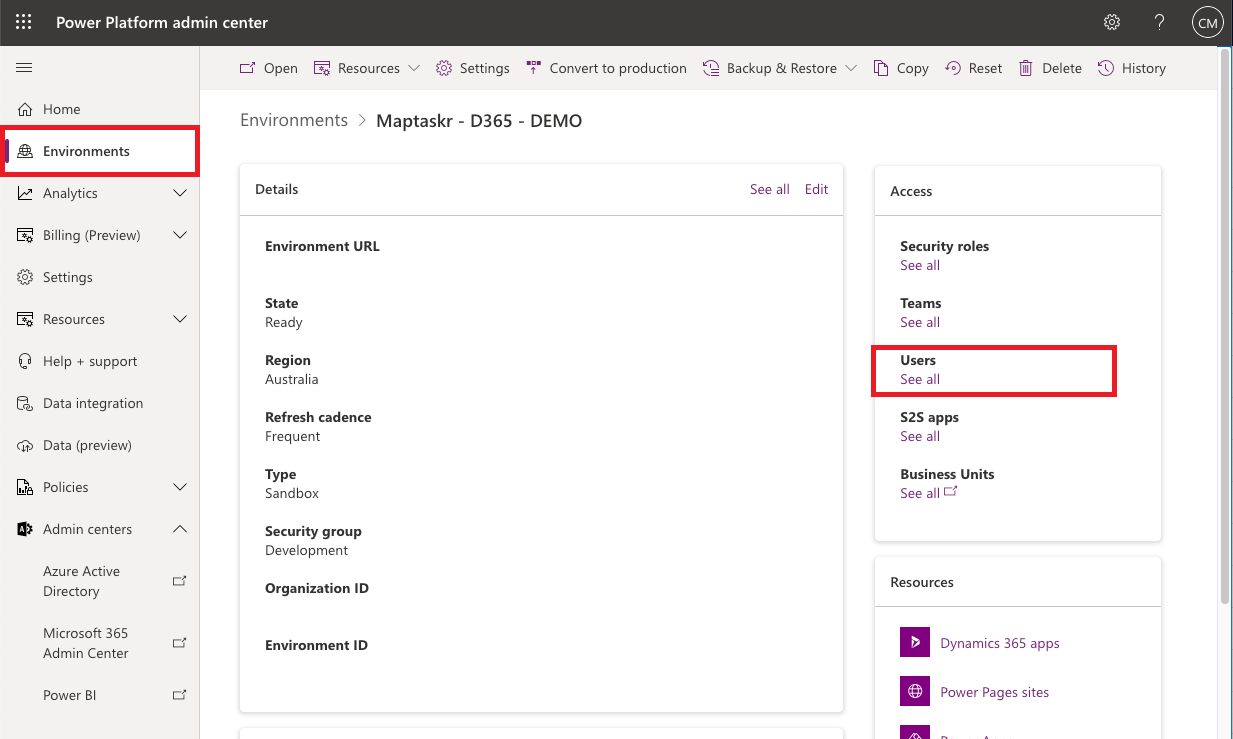 Power Platform admin center
CM
Open
Resources
Settings
Convert to production
Backup & Restore
Copy
Reset
Delete
History
Home
Environments
Analytics
Billing (Preview)
Settings
Resources
Help + support
Data integration
Data (preview)
Policies
Admin centers
Azure Active
Directory
Microsoft 365
Admin Center
Power BI
Environments > Maptaskr - D365 - DEMO
Details
See all
Edit
Environment URL
State
Ready
Region
Australia
Refresh cadence
Frequent
Type
Sandbox
Security group
Development
Organization ID
Environment ID
Access
Security roles
See all
Teams
See all
Users
See all
S2S apps
See all
Business Units
See all
Resources
Dynamics 365 apps
Power Pages sites